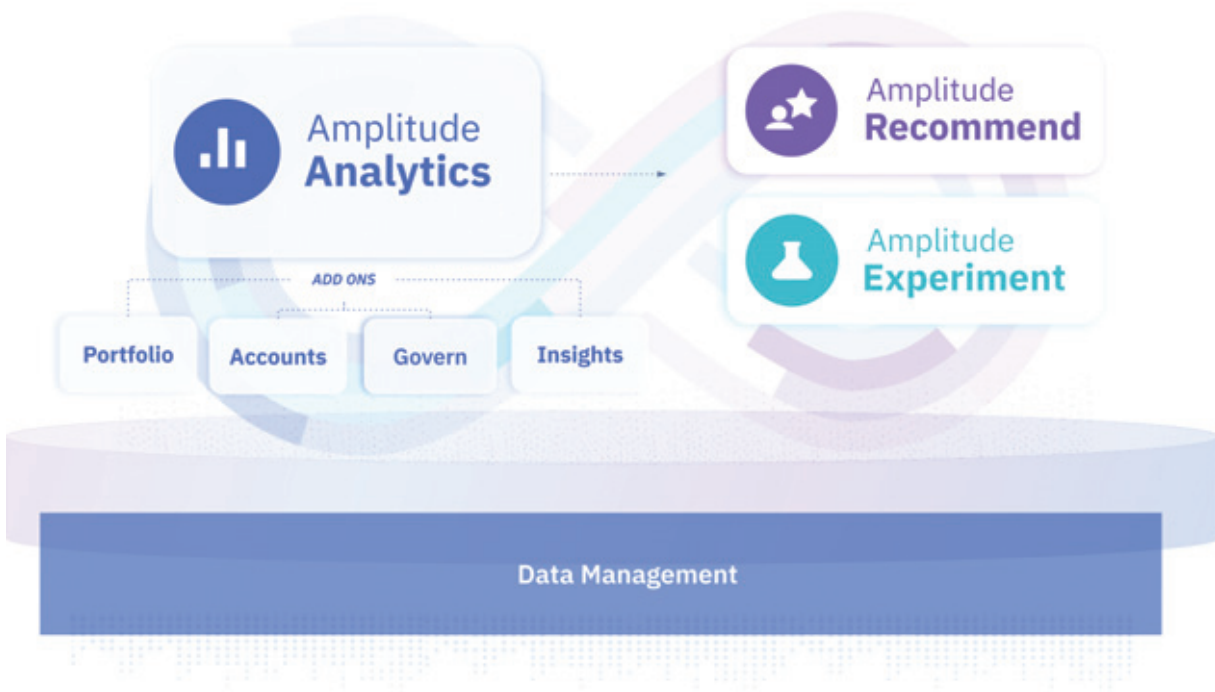 Amplitude
Analytics
Amplitude
Recommend
Amplitude
Experiment
ADD ONS
Portfolio
Accounts
Govern
Insights
Data Management